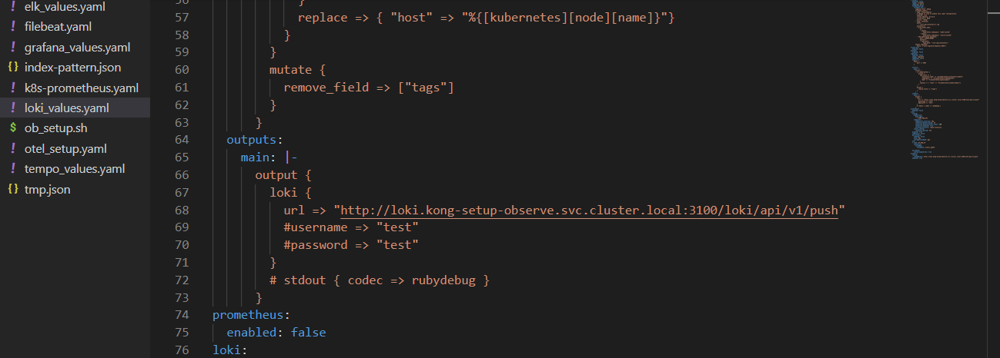 elk_values.yaml
filebeat.yaml
grafana_values.yaml
index-pattern.json
k8s-prometheus.yaml
loki_values.yaml
ob_setup.sh
otel_setup.yaml
tempo_values.yaml
tmp.json
57 replace => { "host" => "%{[kubernetes][node][name]}"}
58 }
59 }
60 mutate {
61 remove_field => ["tags"]
62 }
63 }
64 outputs:
65 main: |-
66 output {
67 loki {
68 url => "http://loki.kong-setup-observe.svc.cluster.local:3100/loki/api/v1/push"
69 #username => "test"
70 #password => "test"
71 }
72 # stdout { codec => rubydebug }
73 }
74 prometheus:
75 enabled: false
76 loki: